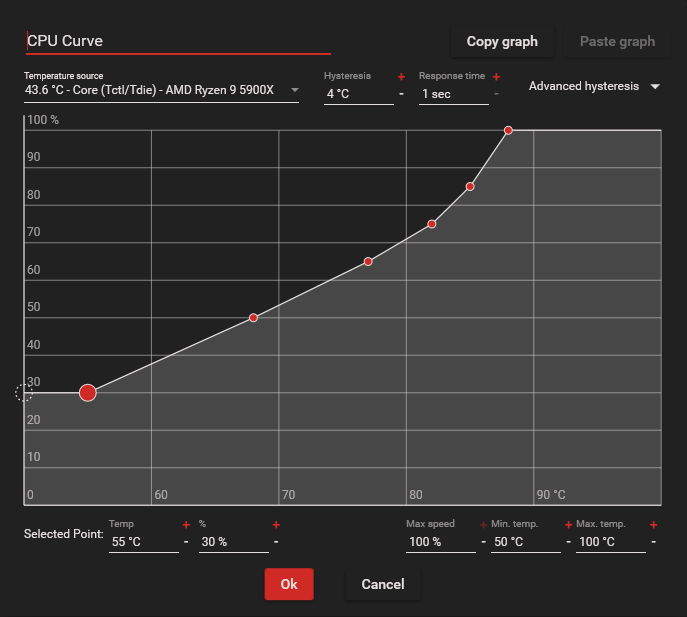 CPU Curve
Copy graph
Paste graph
Temperature source
43.6 °C - Core (Tctl/Tdie) - AMD Ryzen 9 5900X
Hysteresis
+
4 °C
-
Response time
+
1 sec
-
Advanced hysteresis
100 %
90
80
70
60
50
40
30
20
10
0
60
70
80
90 °C
Selected Point:
Temp
+
55 °C
-
%
+
30 %
-
Max speed
+
100 %
-
Min. temp.
+
50 °C
-
Max. temp.
+
100 °C
-
Ok
Cancel